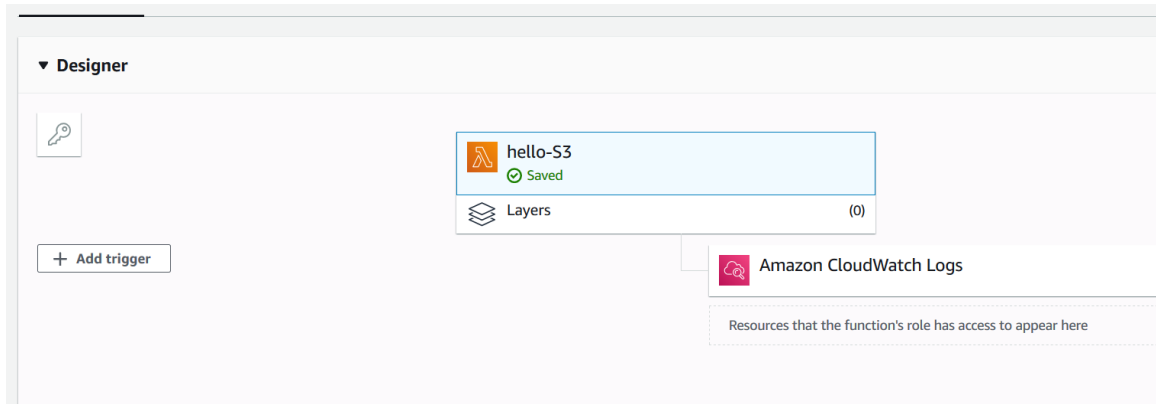 Designer
hello-S3
Saved
Layers (0)
+ Add trigger
Amazon CloudWatch Logs
Resources that the function's role has access to appear here